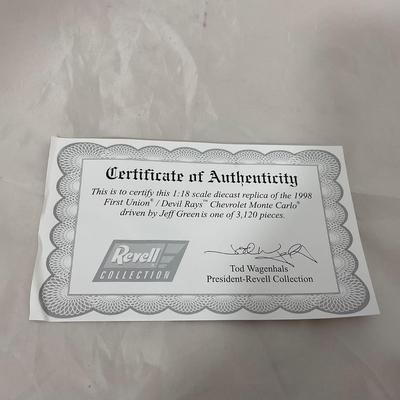 Certificate of Authenticity
This is to certify this 1:18 scale diecast replica of the 1998
First Union® / Devil Rays™ Chevrolet Monte Carlo®
driven by Jeff Green is one of 3,120 pieces.
Revell
COLLECTION
Tod Wagenhals
President-Revell Collection